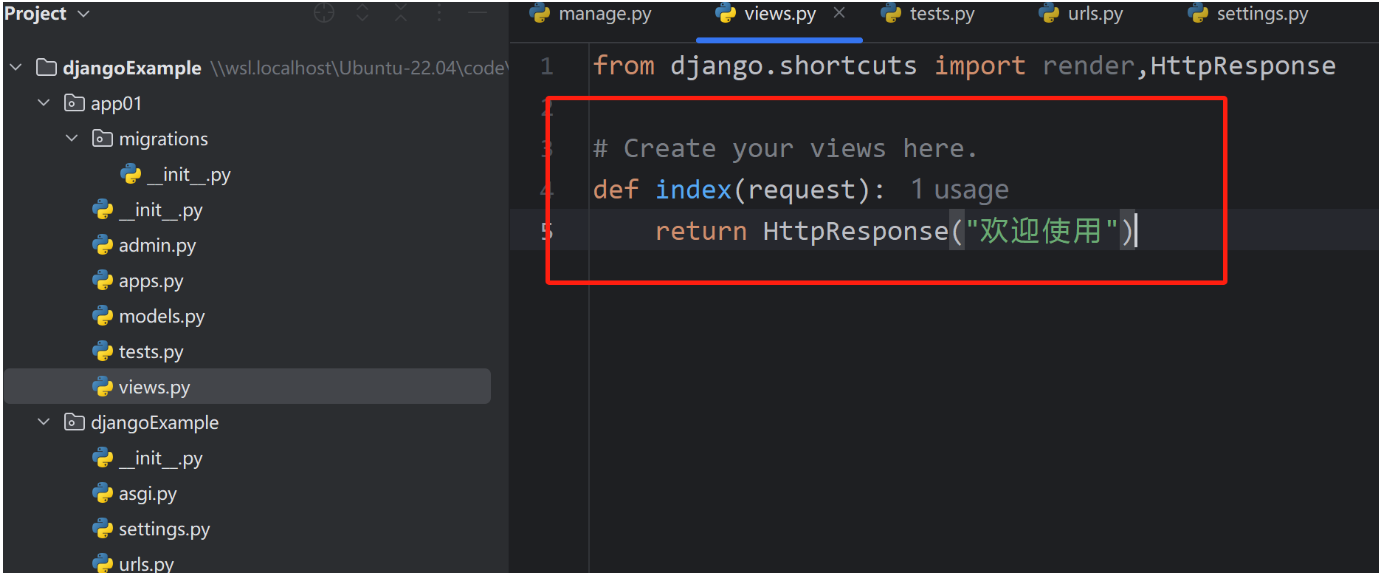 Project
djangoExample \\wsl.localhost\Ubuntu-22.04\code\
app01
migrations
__init__.py
__init__.py
admin.py
apps.py
models.py
tests.py
views.py
djangoExample
__init__.py
asgi.py
settings.py
urls.py
manage.py views.py tests.py urls.py settings.py
1 from django.shortcuts import render,HttpResponse
2
3 # Create your views here.
4 def index(request): 1 usage
5 return HttpResponse("欢迎使用")